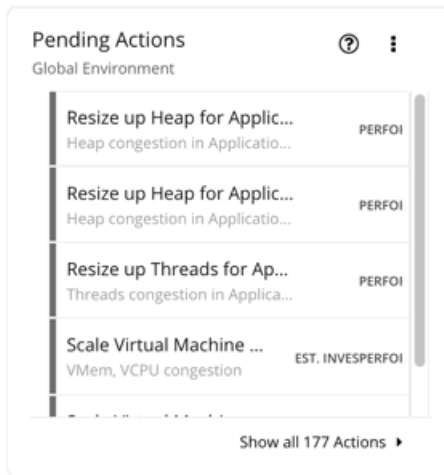 Pending Actions
Global Environment
Resize up Heap for Applic...
Heap congestion in Applicatio...
PERFOI
Resize up Heap for Applic...
Heap congestion in Applicatio...
PERFOI
Resize up Threads for Ap...
Threads congestion in Applica...
PERFOI
Scale Virtual Machine ...
VMem, VCPU congestion
EST. INVESPERFOI
Show all 177 Actions